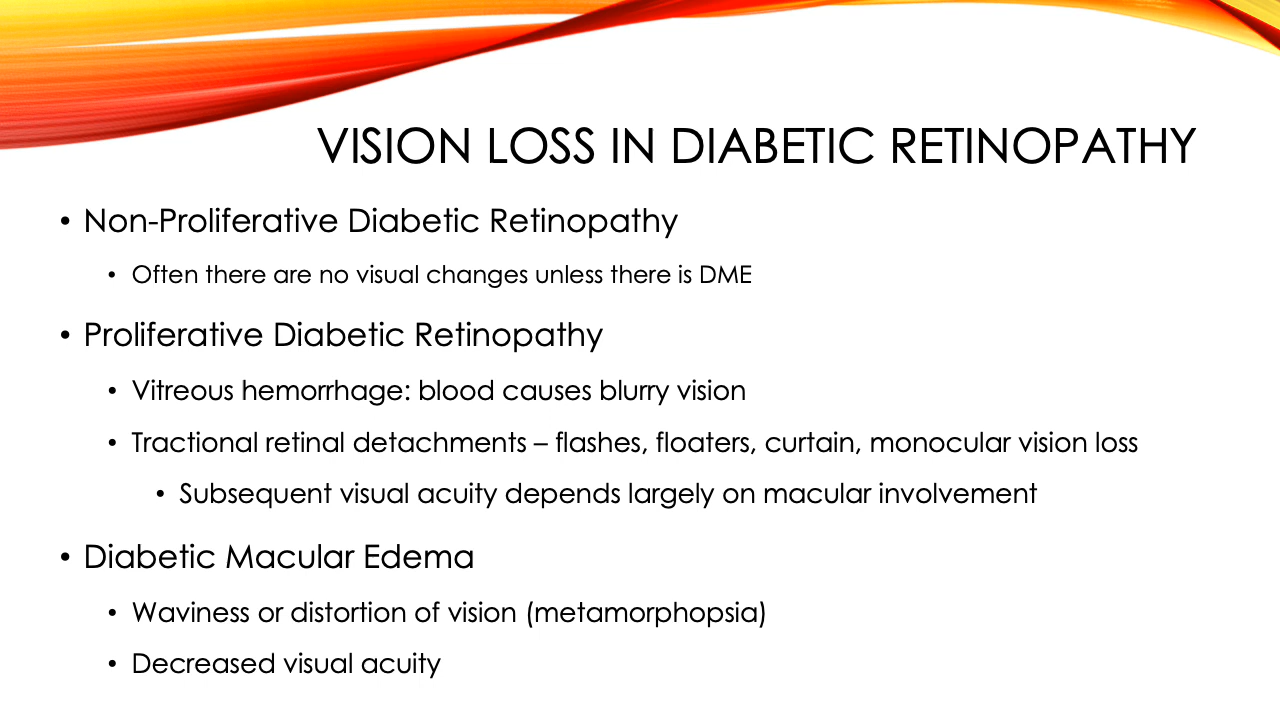 VISION LOSS IN DIABETIC RETINOPATHY
• Non-Proliferative Diabetic Retinopathy
• Often there are no visual changes unless there is DME
• Proliferative Diabetic Retinopathy
• Vitreous hemorrhage: blood causes blurry vision
• Tractional retinal detachments – flashes, floaters, curtain, monocular vision loss
• Subsequent visual acuity depends largely on macular involvement
• Diabetic Macular Edema
• Waviness or distortion of vision (metamorphopsia)
• Decreased visual acuity